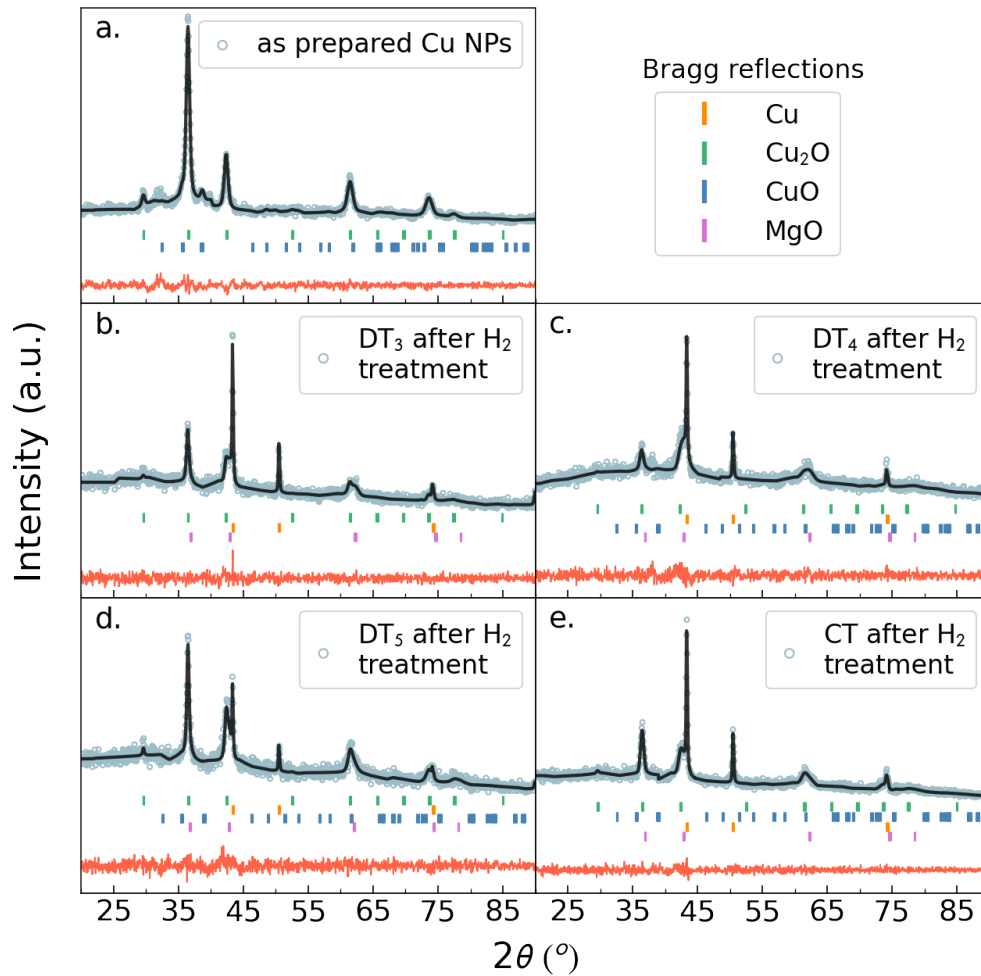 a.
as prepared Cu NPs
Bragg reflections
Cu
Cu₂O
CuO
MgO
b.
DT₃ after H₂
treatment
c.
DT₄ after H₂
treatment
d.
DT₅ after H₂
treatment
e.
CT after H₂
treatment
Intensity (a.u.)
25 35 45 55 65 75 85 25 35 45 55 65 75 85
2θ (°)